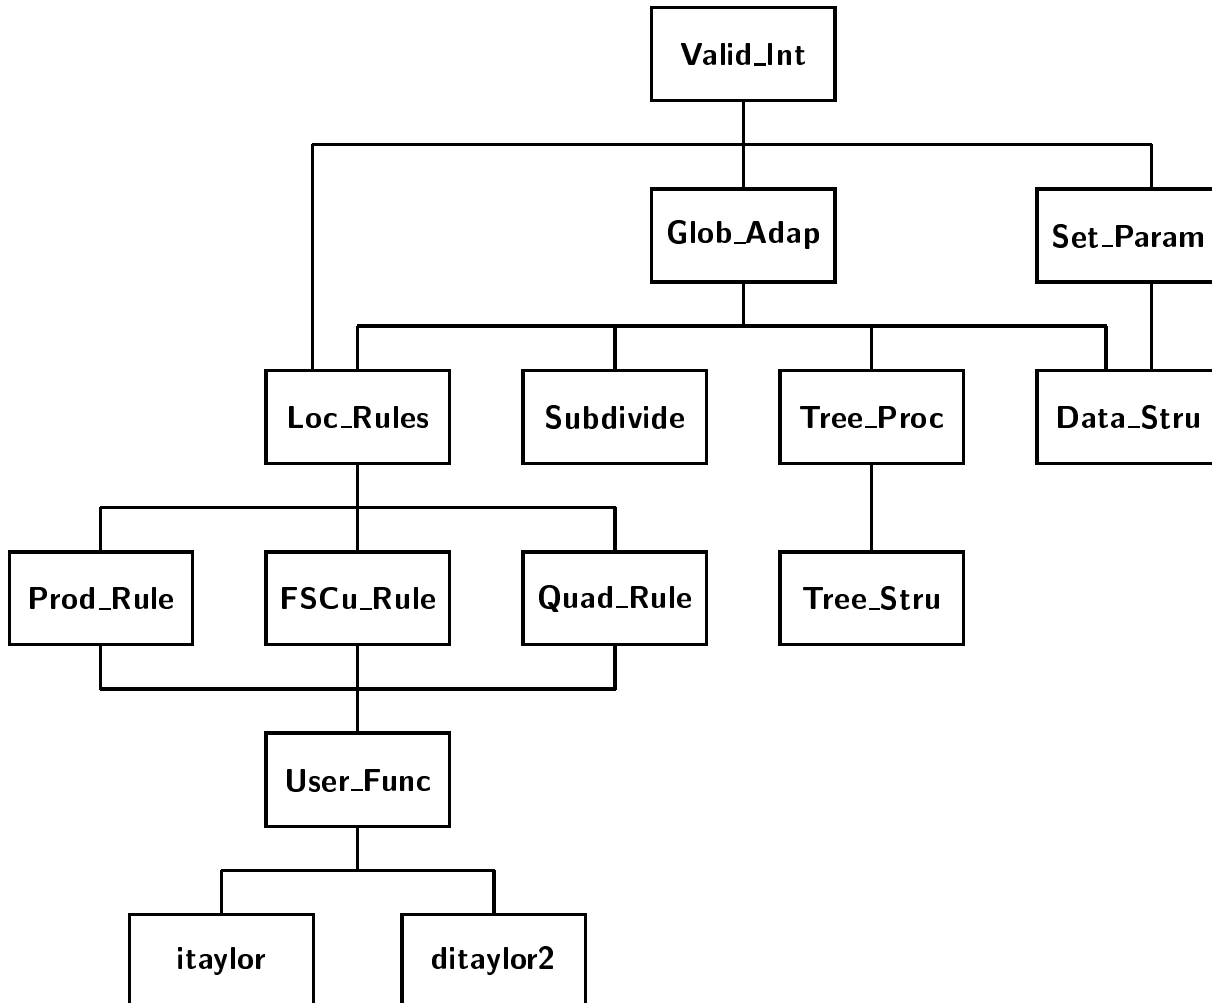 Valid_Int
Glob_Adap
Set_Param
Loc_Rules
Subdivide
Tree_Proc
Data_Stru
Prod_Rule
FSCu_Rule
Quad_Rule
Tree_Stru
User_Func
itaylor
ditaylor2